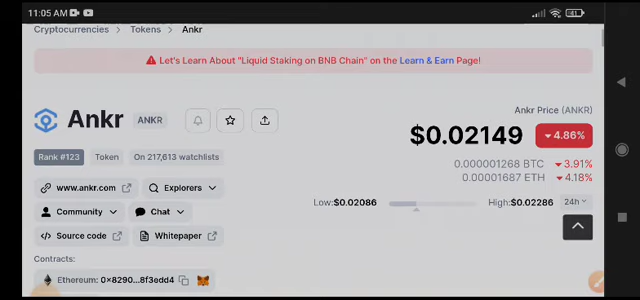 11:05 AM
41
Cryptocurrencies > Tokens > Ankr
Let's Learn About "Liquid Staking on BNB Chain" on the Learn & Earn Page!
Ankr ANKR
Ankr Price (ANKR)
$0.02149 4.86%
Rank #123 Token On 217,613 watchlists
0.000001268 BTC 3.91%
0.00001687 ETH 4.18%
www.ankr.com Explorers
Low:$0.02086 High:$0.02286 24h
Community Chat
Source code Whitepaper
Contracts:
Ethereum: 0x8290...8f3edd4